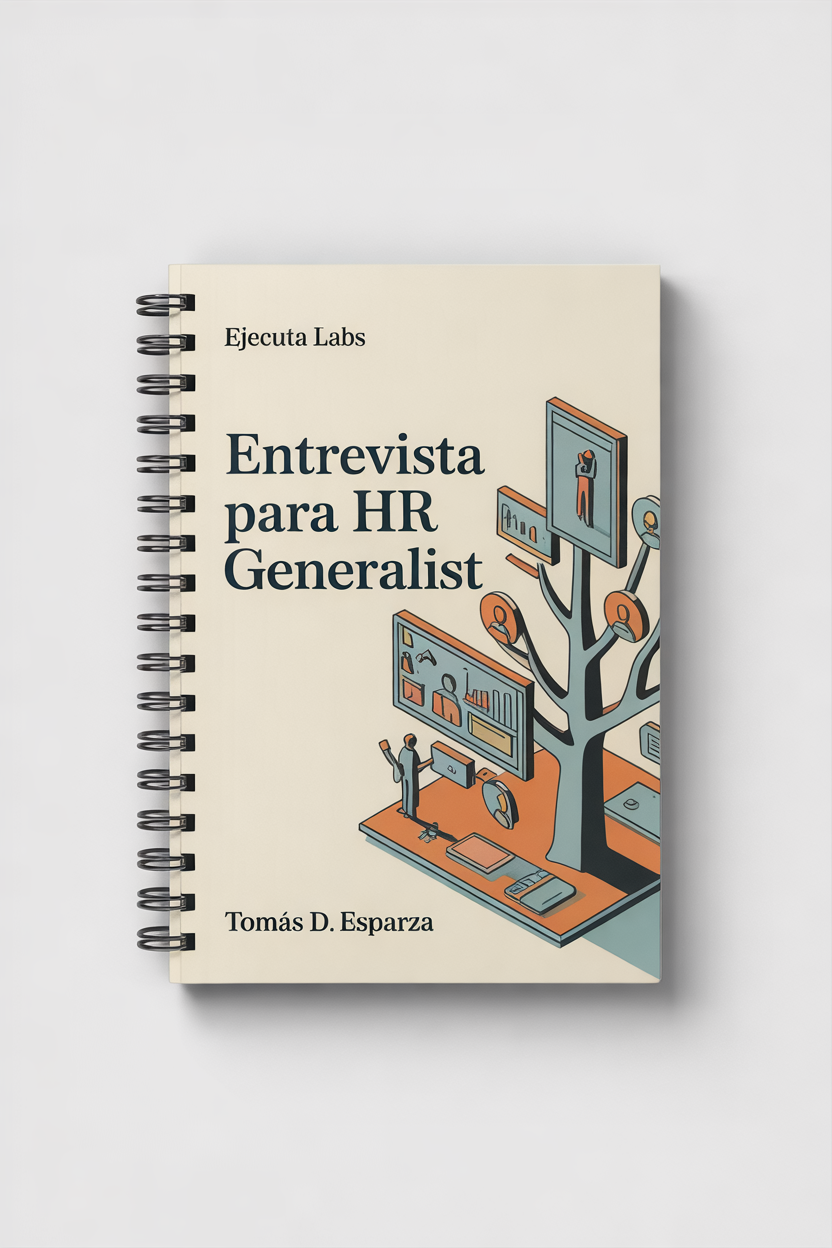 Ejecuta Labs
Entrevista
para HR
Generalist
Tomás D. Esparza